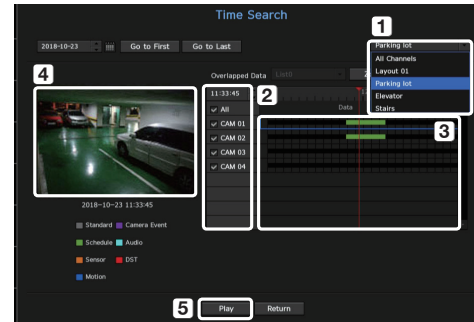 Time Search
1
2018-10-23 Go to First Go to Last Parking lot
All Channels
Layout 01
Parking lot
Elevator
Stairs
4
Overlapped Data List0
11:33:45
2
Data
All
CAM 01
CAM 02
CAM 03
CAM 04
3
2018-10-23 11:33:45
Standard Camera Event
Schedule Audio
Sensor DST
Motion
5 Play Return